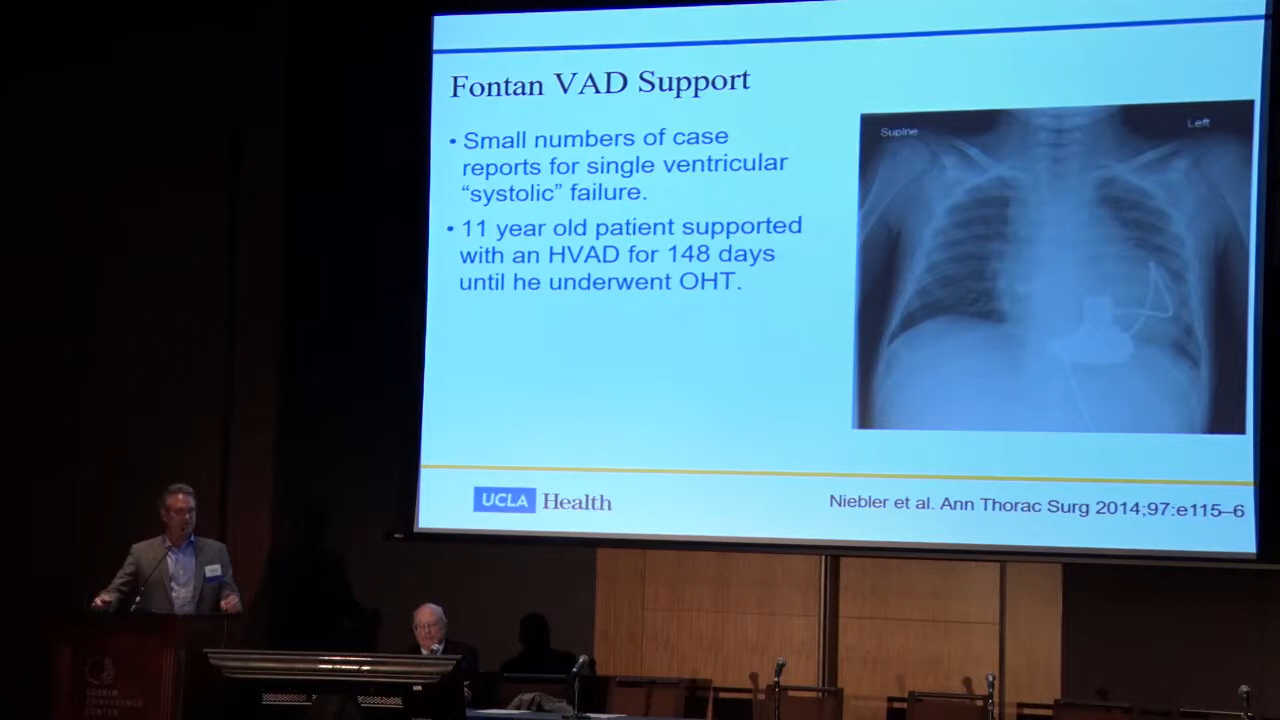 Fontan VAD Support
• Small numbers of case
reports for single ventricular
“systolic” failure.
• 11 year old patient supported
with an HVAD for 148 days
until he underwent OHT.
Supine
Left
UCLA Health
Niebler et al. Ann Thorac Surg 2014;97:e115–6
CONFERENCE
CENTER